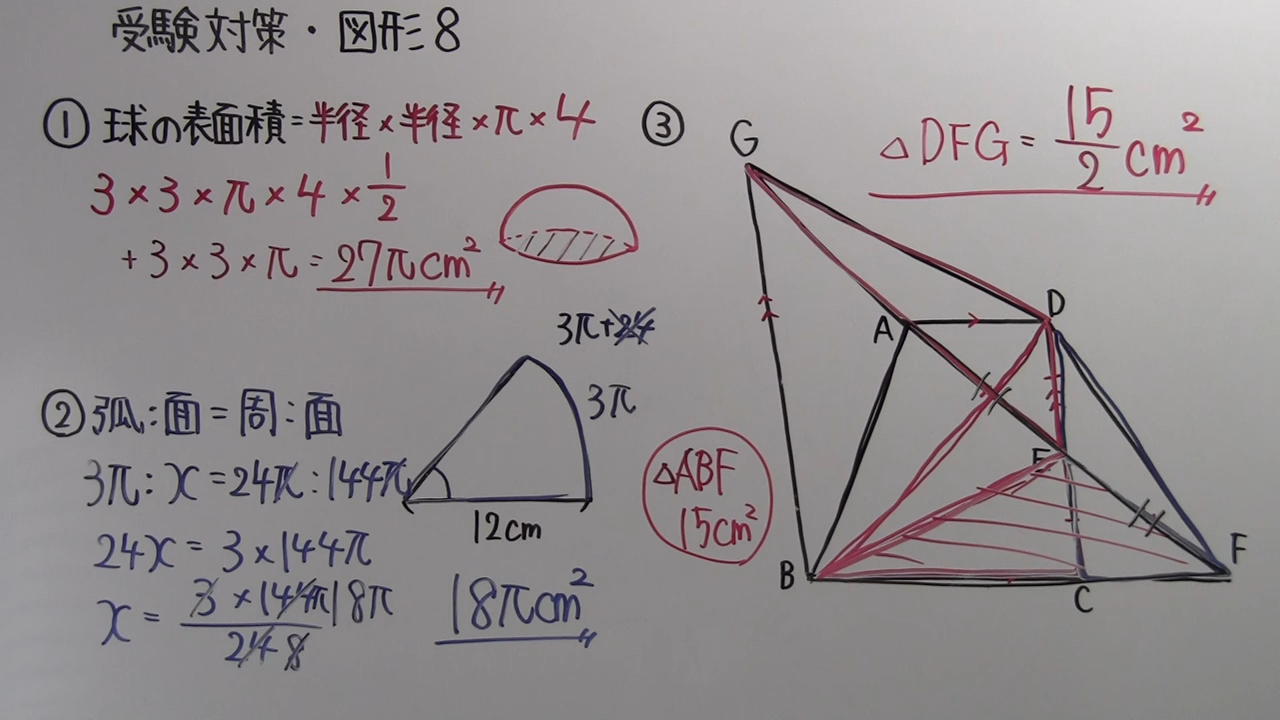 受験対策・図形8
① 球の表面積=半径×半径×π×4
3×3×π×4×1/2
+3×3×π=27πcm²
② 弧:面=周:面
3π:x=24π:144π
24x=3×144π
x=3×144π/24 8 18π
18πcm²
3π+24
3π
12cm
③
△DFG=15/2cm²
G
D
A
E
△ABF
15cm²
F
B
C